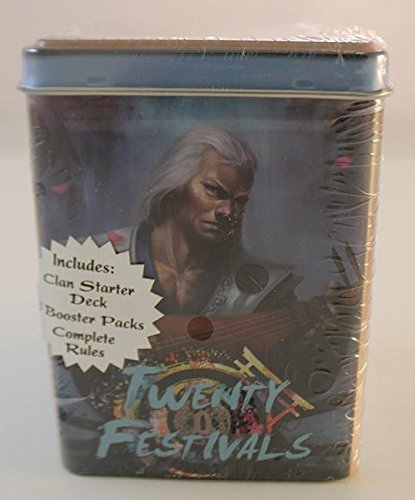 Includes:
Clan Starter
Deck
Booster Packs
Complete
Rules
Twenty
Festivals